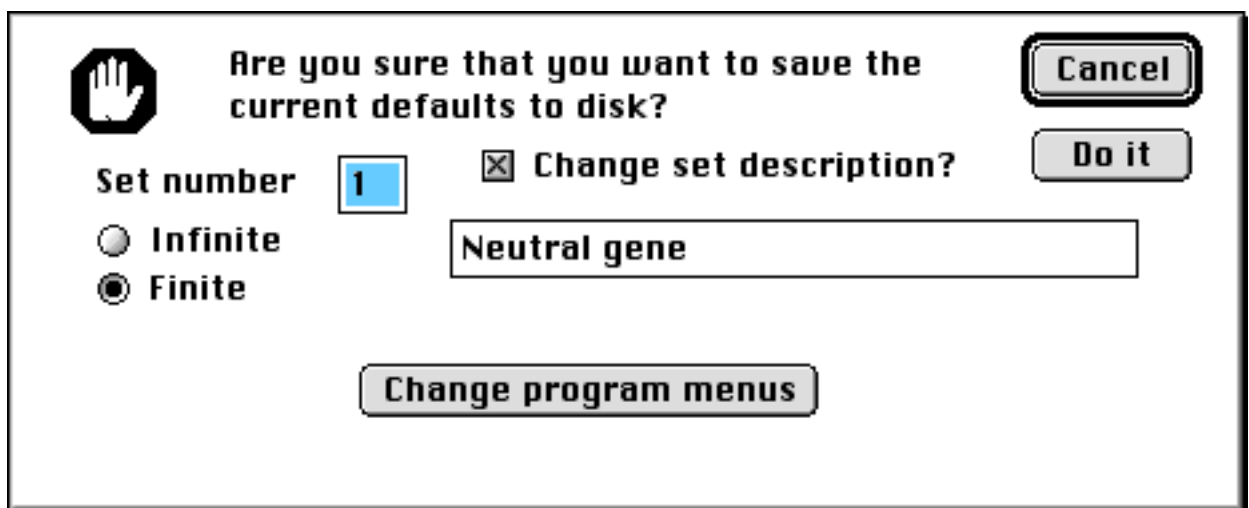 Are you sure that you want to save the
current defaults to disk?
Cancel
Do it
Set number
1
Change set description?
Infinite
Finite
Neutral gene
Change program menus